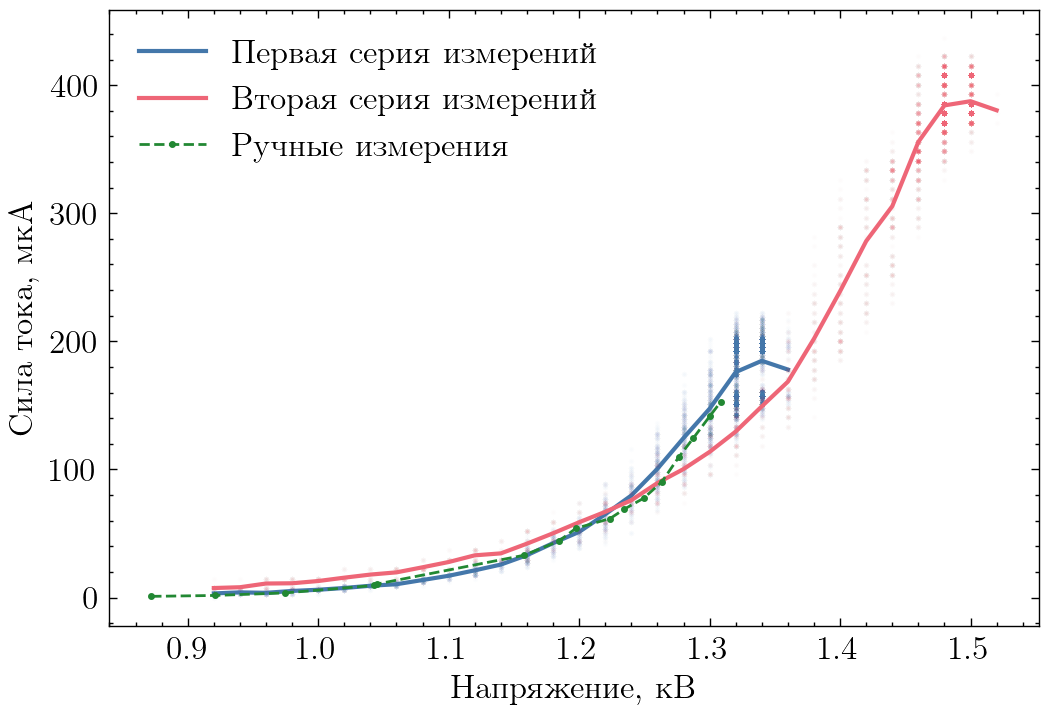 Первая серия измерений
Вторая серия измерений
Ручные измерения
400
300
200
100
0
Сила тока, мкА
0.9 1.0 1.1 1.2 1.3 1.4 1.5
Напряжение, кВ